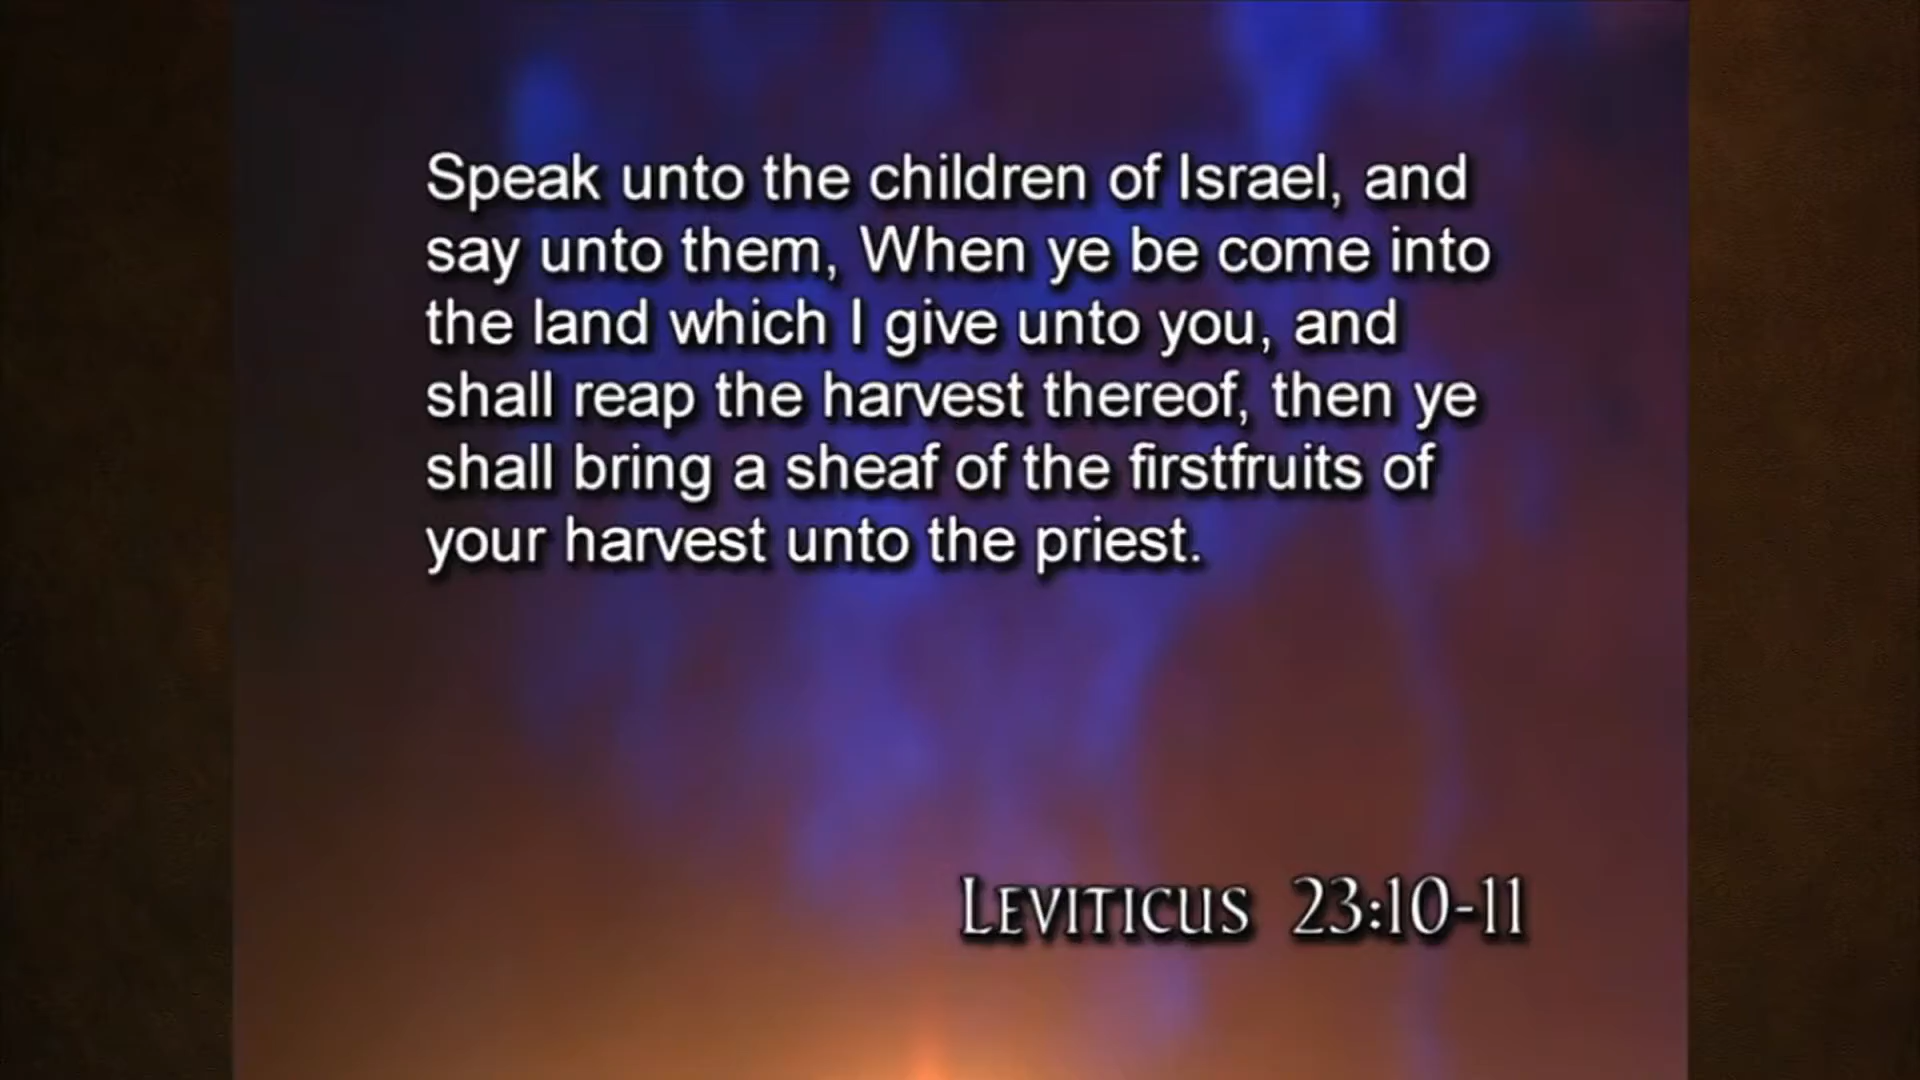 Speak unto the children of Israel, and
say unto them, When ye be come into
the land which I give unto you, and
shall reap the harvest thereof, then ye
shall bring a sheaf of the firstfruits of
your harvest unto the priest.
LEVITICUS 23:10-11